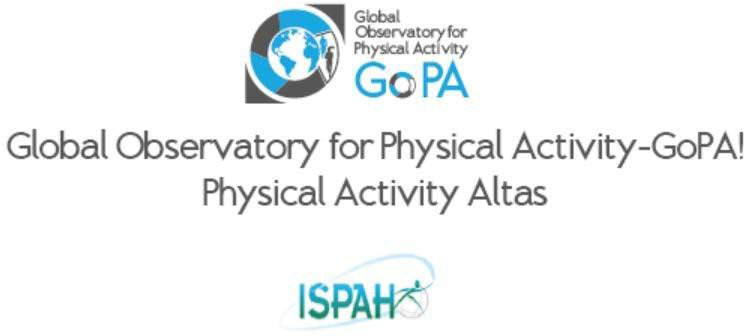 Global
Observatory for
Physical Activity
GoPA
Global Observatory for Physical Activity-GoPA!
Physical Activity Altas
ISPAH